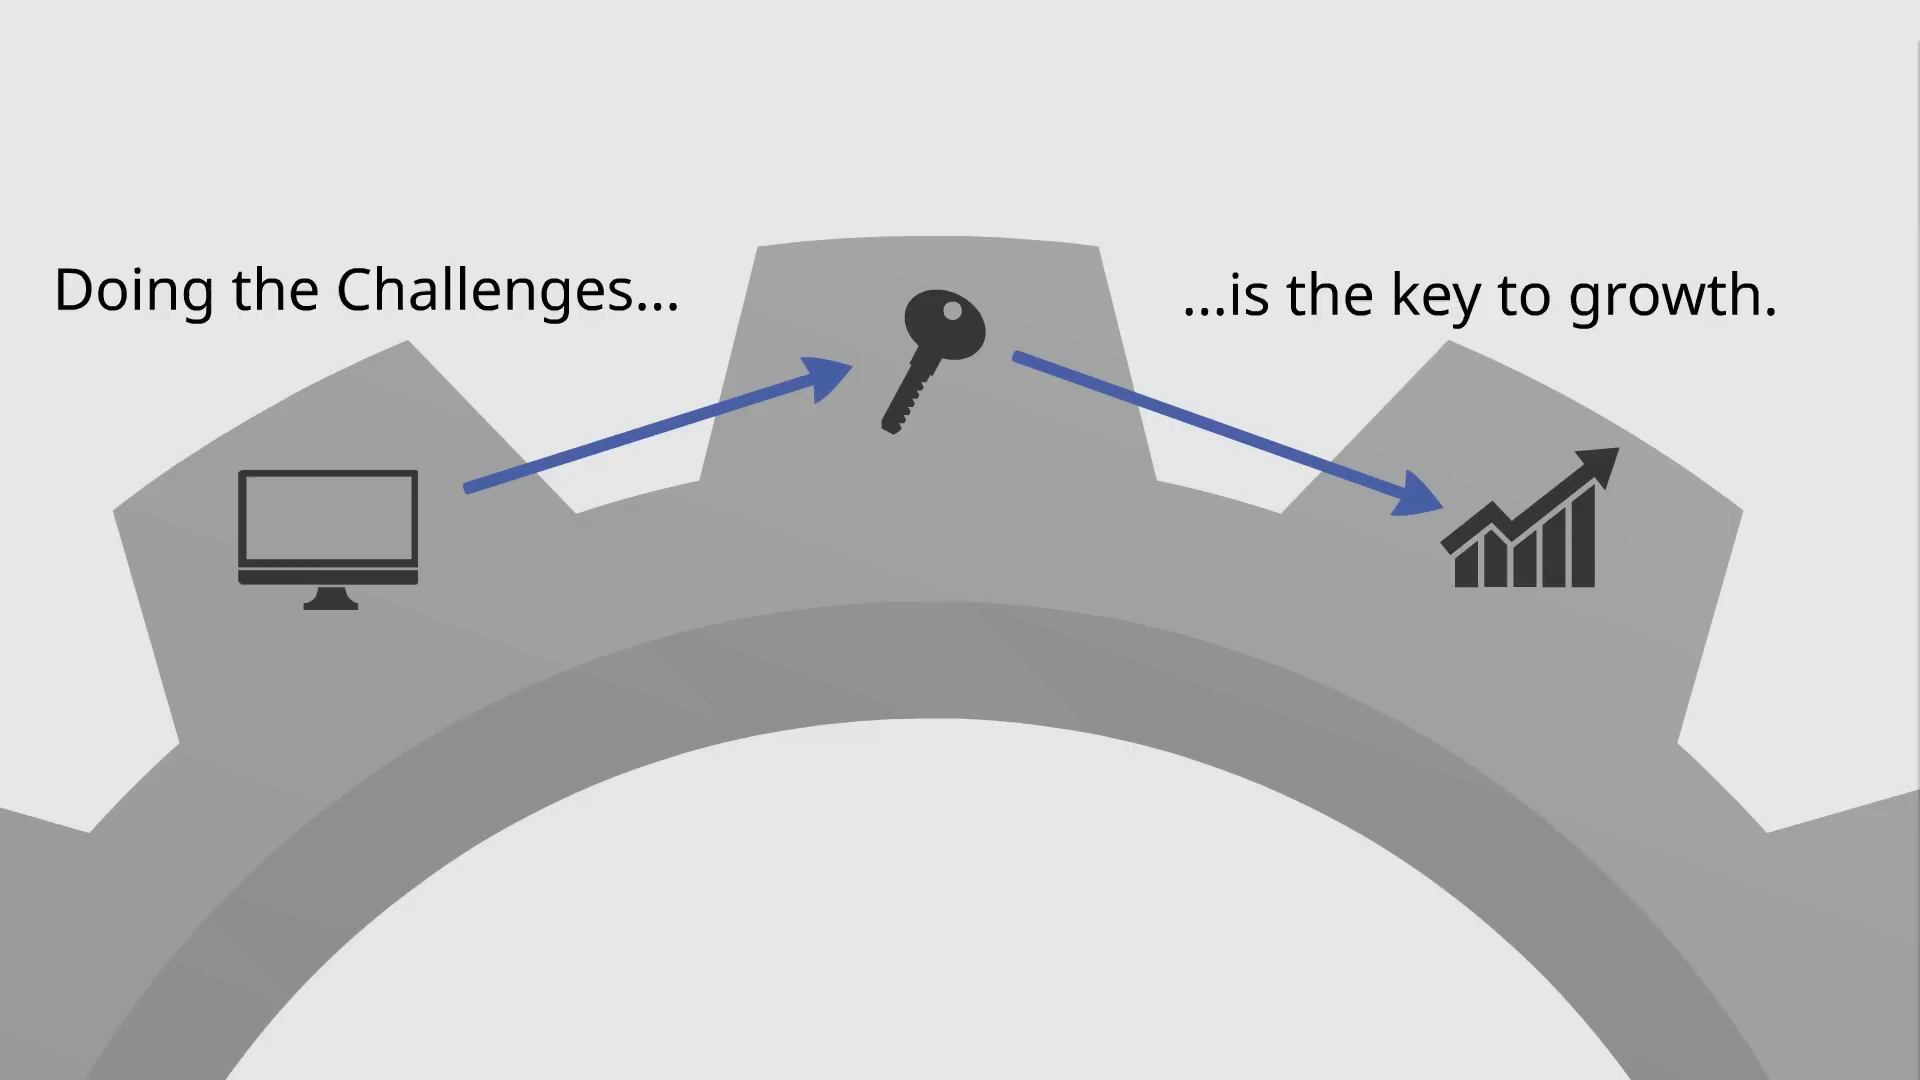 Doing the Challenges...
...is the key to growth.